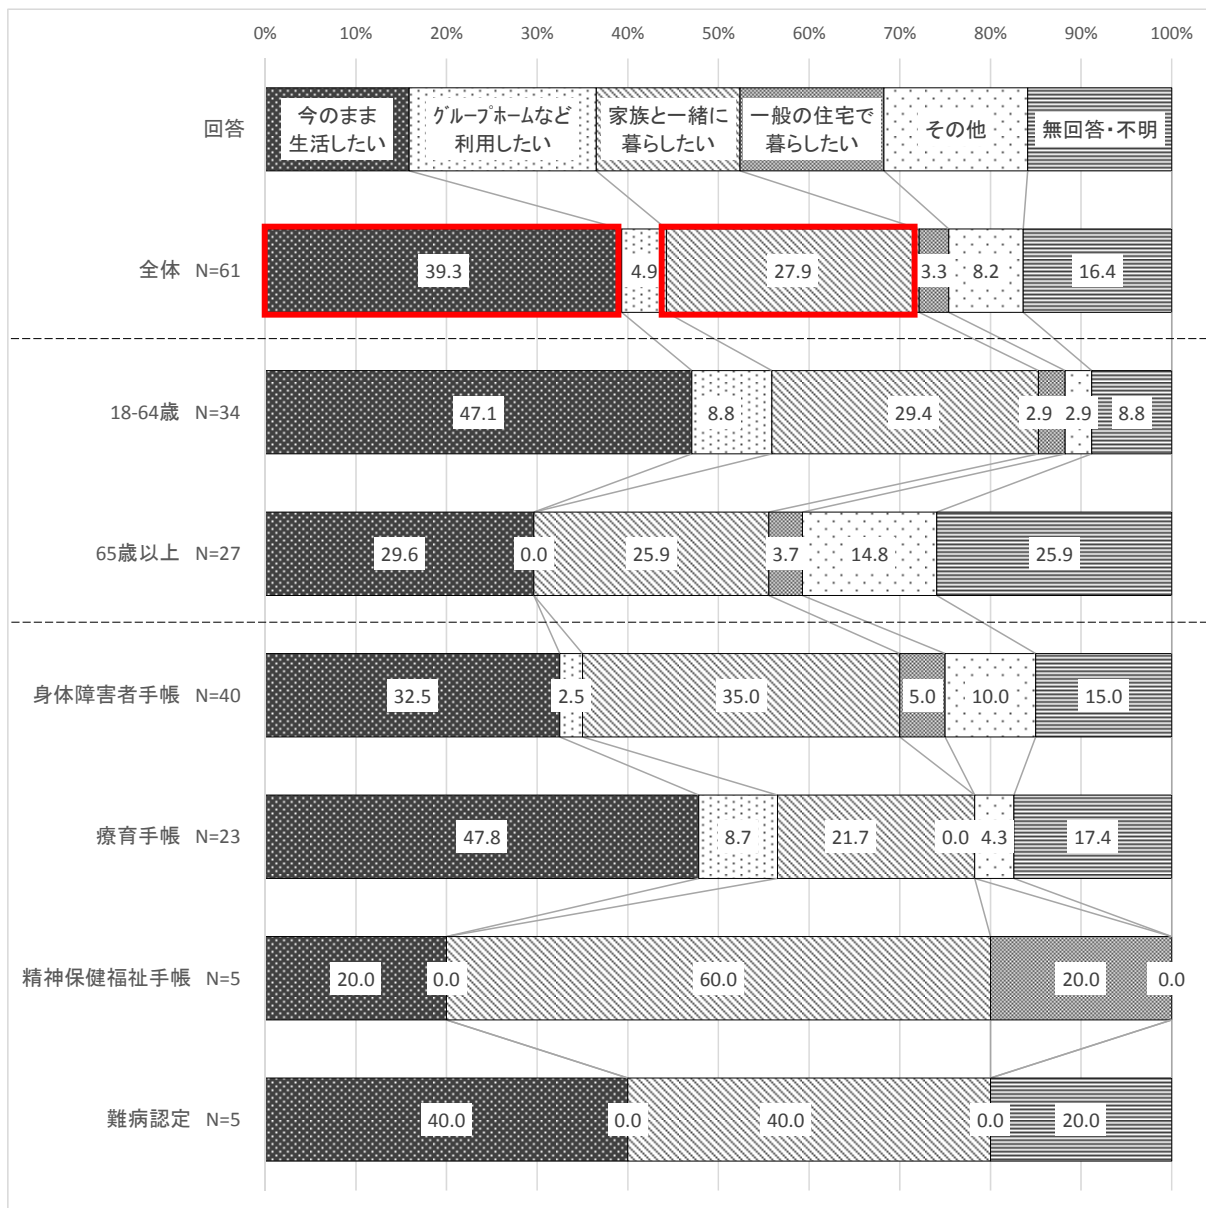 0% 10% 20% 30% 40% 50% 60% 70% 80% 90% 100%
回答
今のまま
生活したい
ｸﾞﾙｰﾌﾟホームなど
利用したい
家族と一緒に
暮らしたい
一般の住宅で
暮らしたい
その他
無回答・不明
全体 N=61 39.3 4.9 27.9 3.3 8.2 16.4
18-64歳 N=34 47.1 8.8 29.4 2.9 2.9 8.8
65歳以上 N=27 29.6 0.0 25.9 3.7 14.8 25.9
身体障害者手帳 N=40 32.5 2.5 35.0 5.0 10.0 15.0
療育手帳 N=23 47.8 8.7 21.7 0.0 4.3 17.4
精神保健福祉手帳 N=5 20.0 0.0 60.0 20.0 0.0
難病認定 N=5 40.0 0.0 40.0 0.0 20.0